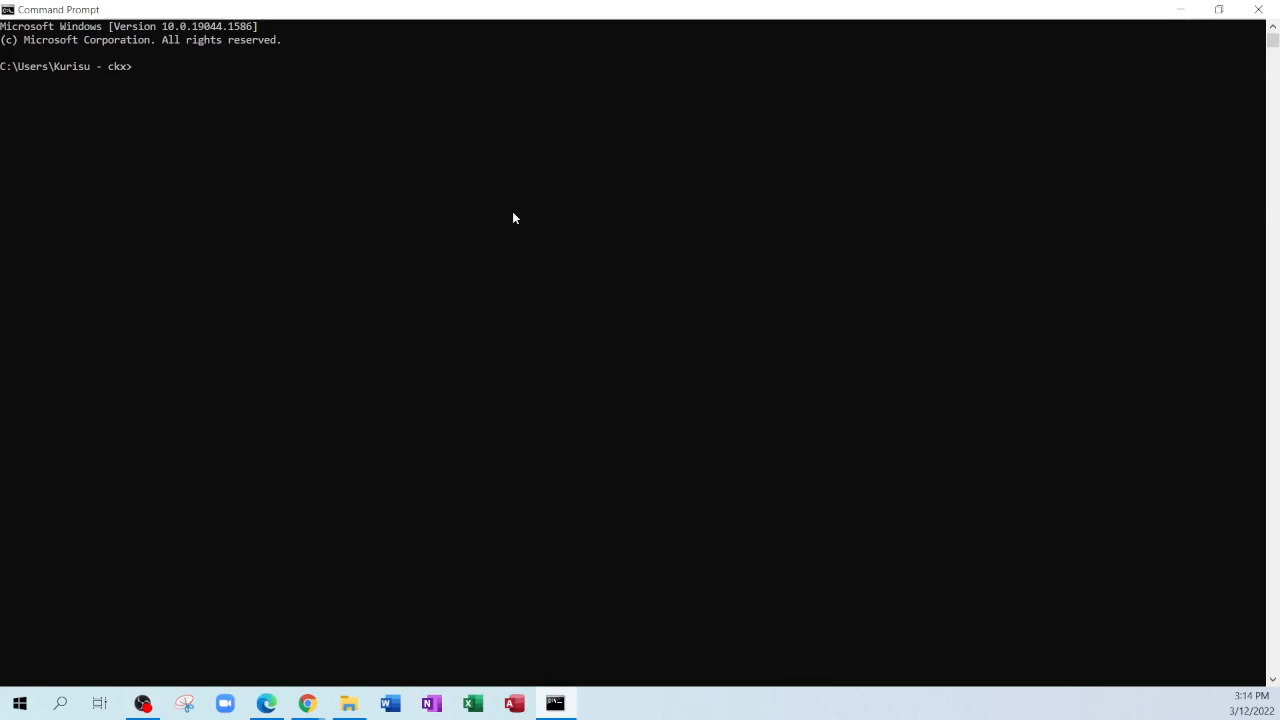 Command Prompt
Microsoft Windows [Version 10.0.19044.1586]
(c) Microsoft Corporation. All rights reserved.
C:\Users\Kurisu - ckx>
3:14 PM
3/12/2022